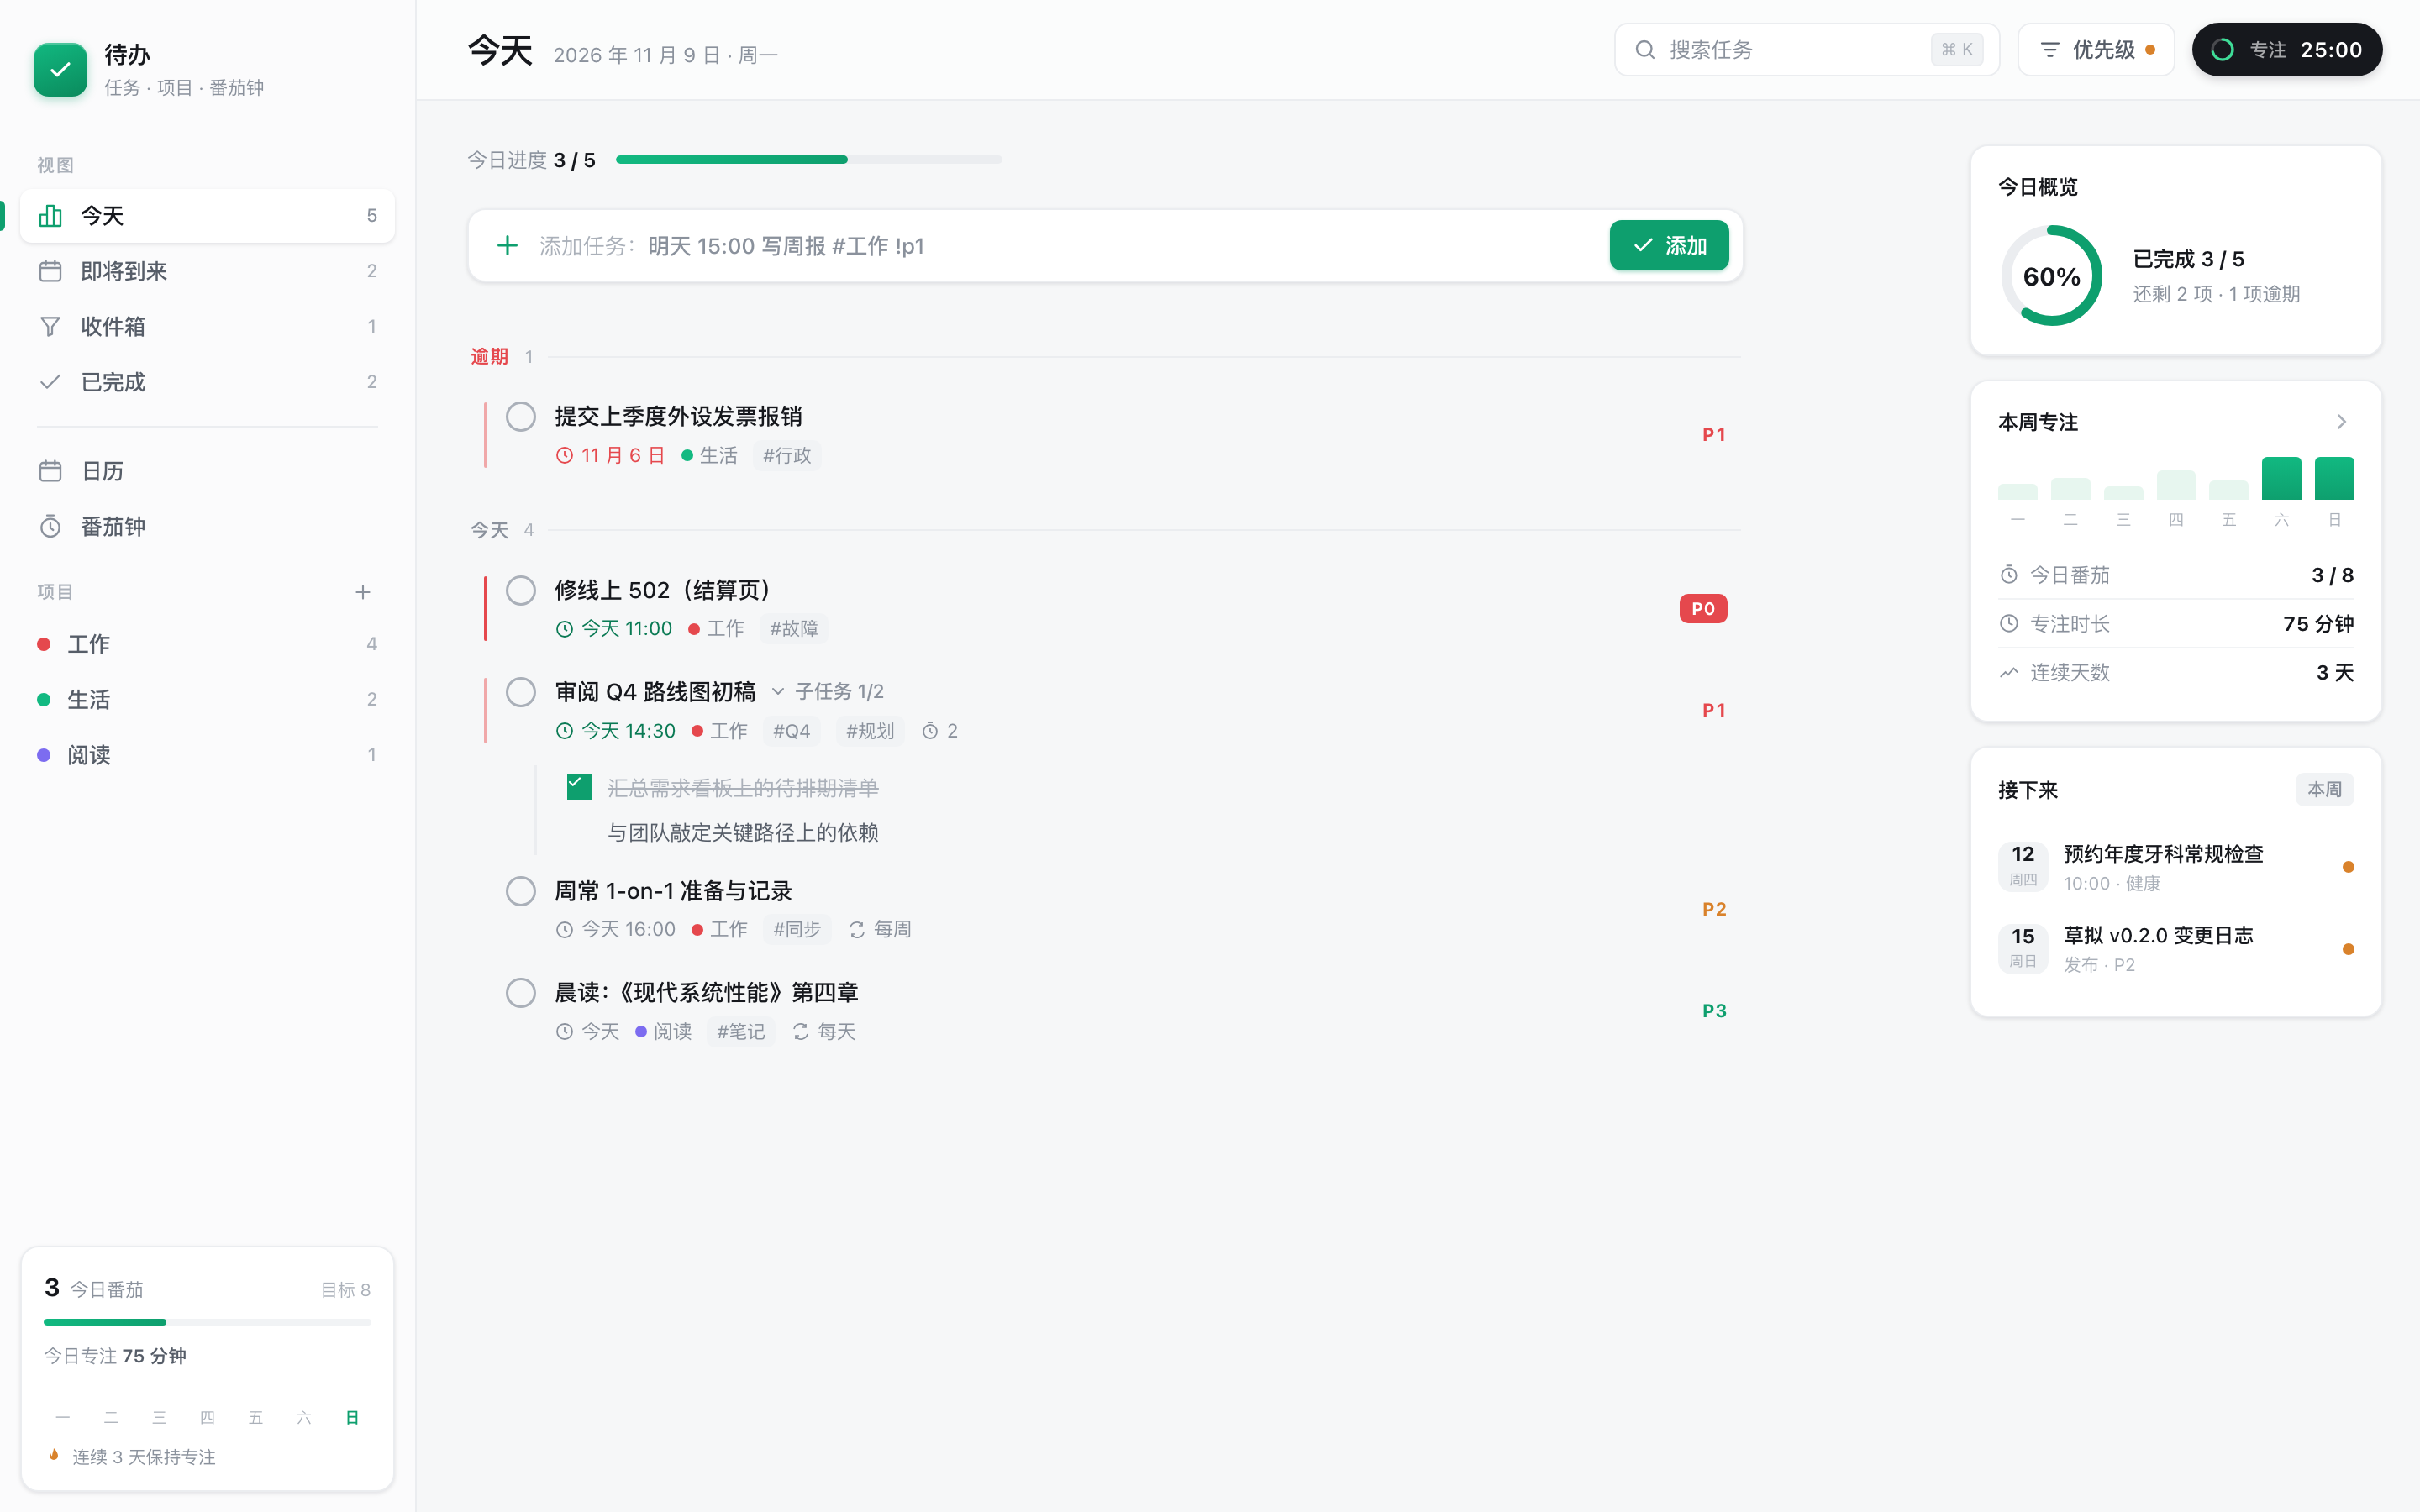 待办
任务 · 项目 · 番茄钟
视图
今天 5
即将到来 2
收件箱 1
已完成 2
日历
番茄钟
项目
工作 4
生活 2
阅读 1
3 今日番茄 目标 8
今日专注 75 分钟
一 二 三 四 五 六 日
连续 3 天保持专注
今天 2026 年 11 月 9 日 · 周一
搜索任务 ⌘ K
优先级
专注 25:00
今日进度 3 / 5
添加任务：明天 15:00 写周报 #工作 !p1
添加
逾期 1
提交上季度外设发票报销
11 月 6 日 生活 #行政
P1
今天 4
修线上 502（结算页）
今天 11:00 工作 #故障
P0
审阅 Q4 路线图初稿 子任务 1/2
今天 14:30 工作 #Q4 #规划 2
P1
汇总需求看板上的待排期清单
与团队敲定关键路径上的依赖
周常 1-on-1 准备与记录
今天 16:00 工作 #同步 每周
P2
晨读：《现代系统性能》第四章
今天 阅读 #笔记 每天
P3
今日概览
60%
已完成 3 / 5
还剩 2 项 · 1 项逾期
本周专注
一 二 三 四 五 六 日
今日番茄 3 / 8
专注时长 75 分钟
连续天数 3 天
接下来 本周
12 周四
预约年度牙科常规检查
10:00 · 健康
15 周日
草拟 v0.2.0 变更日志
发布 · P2